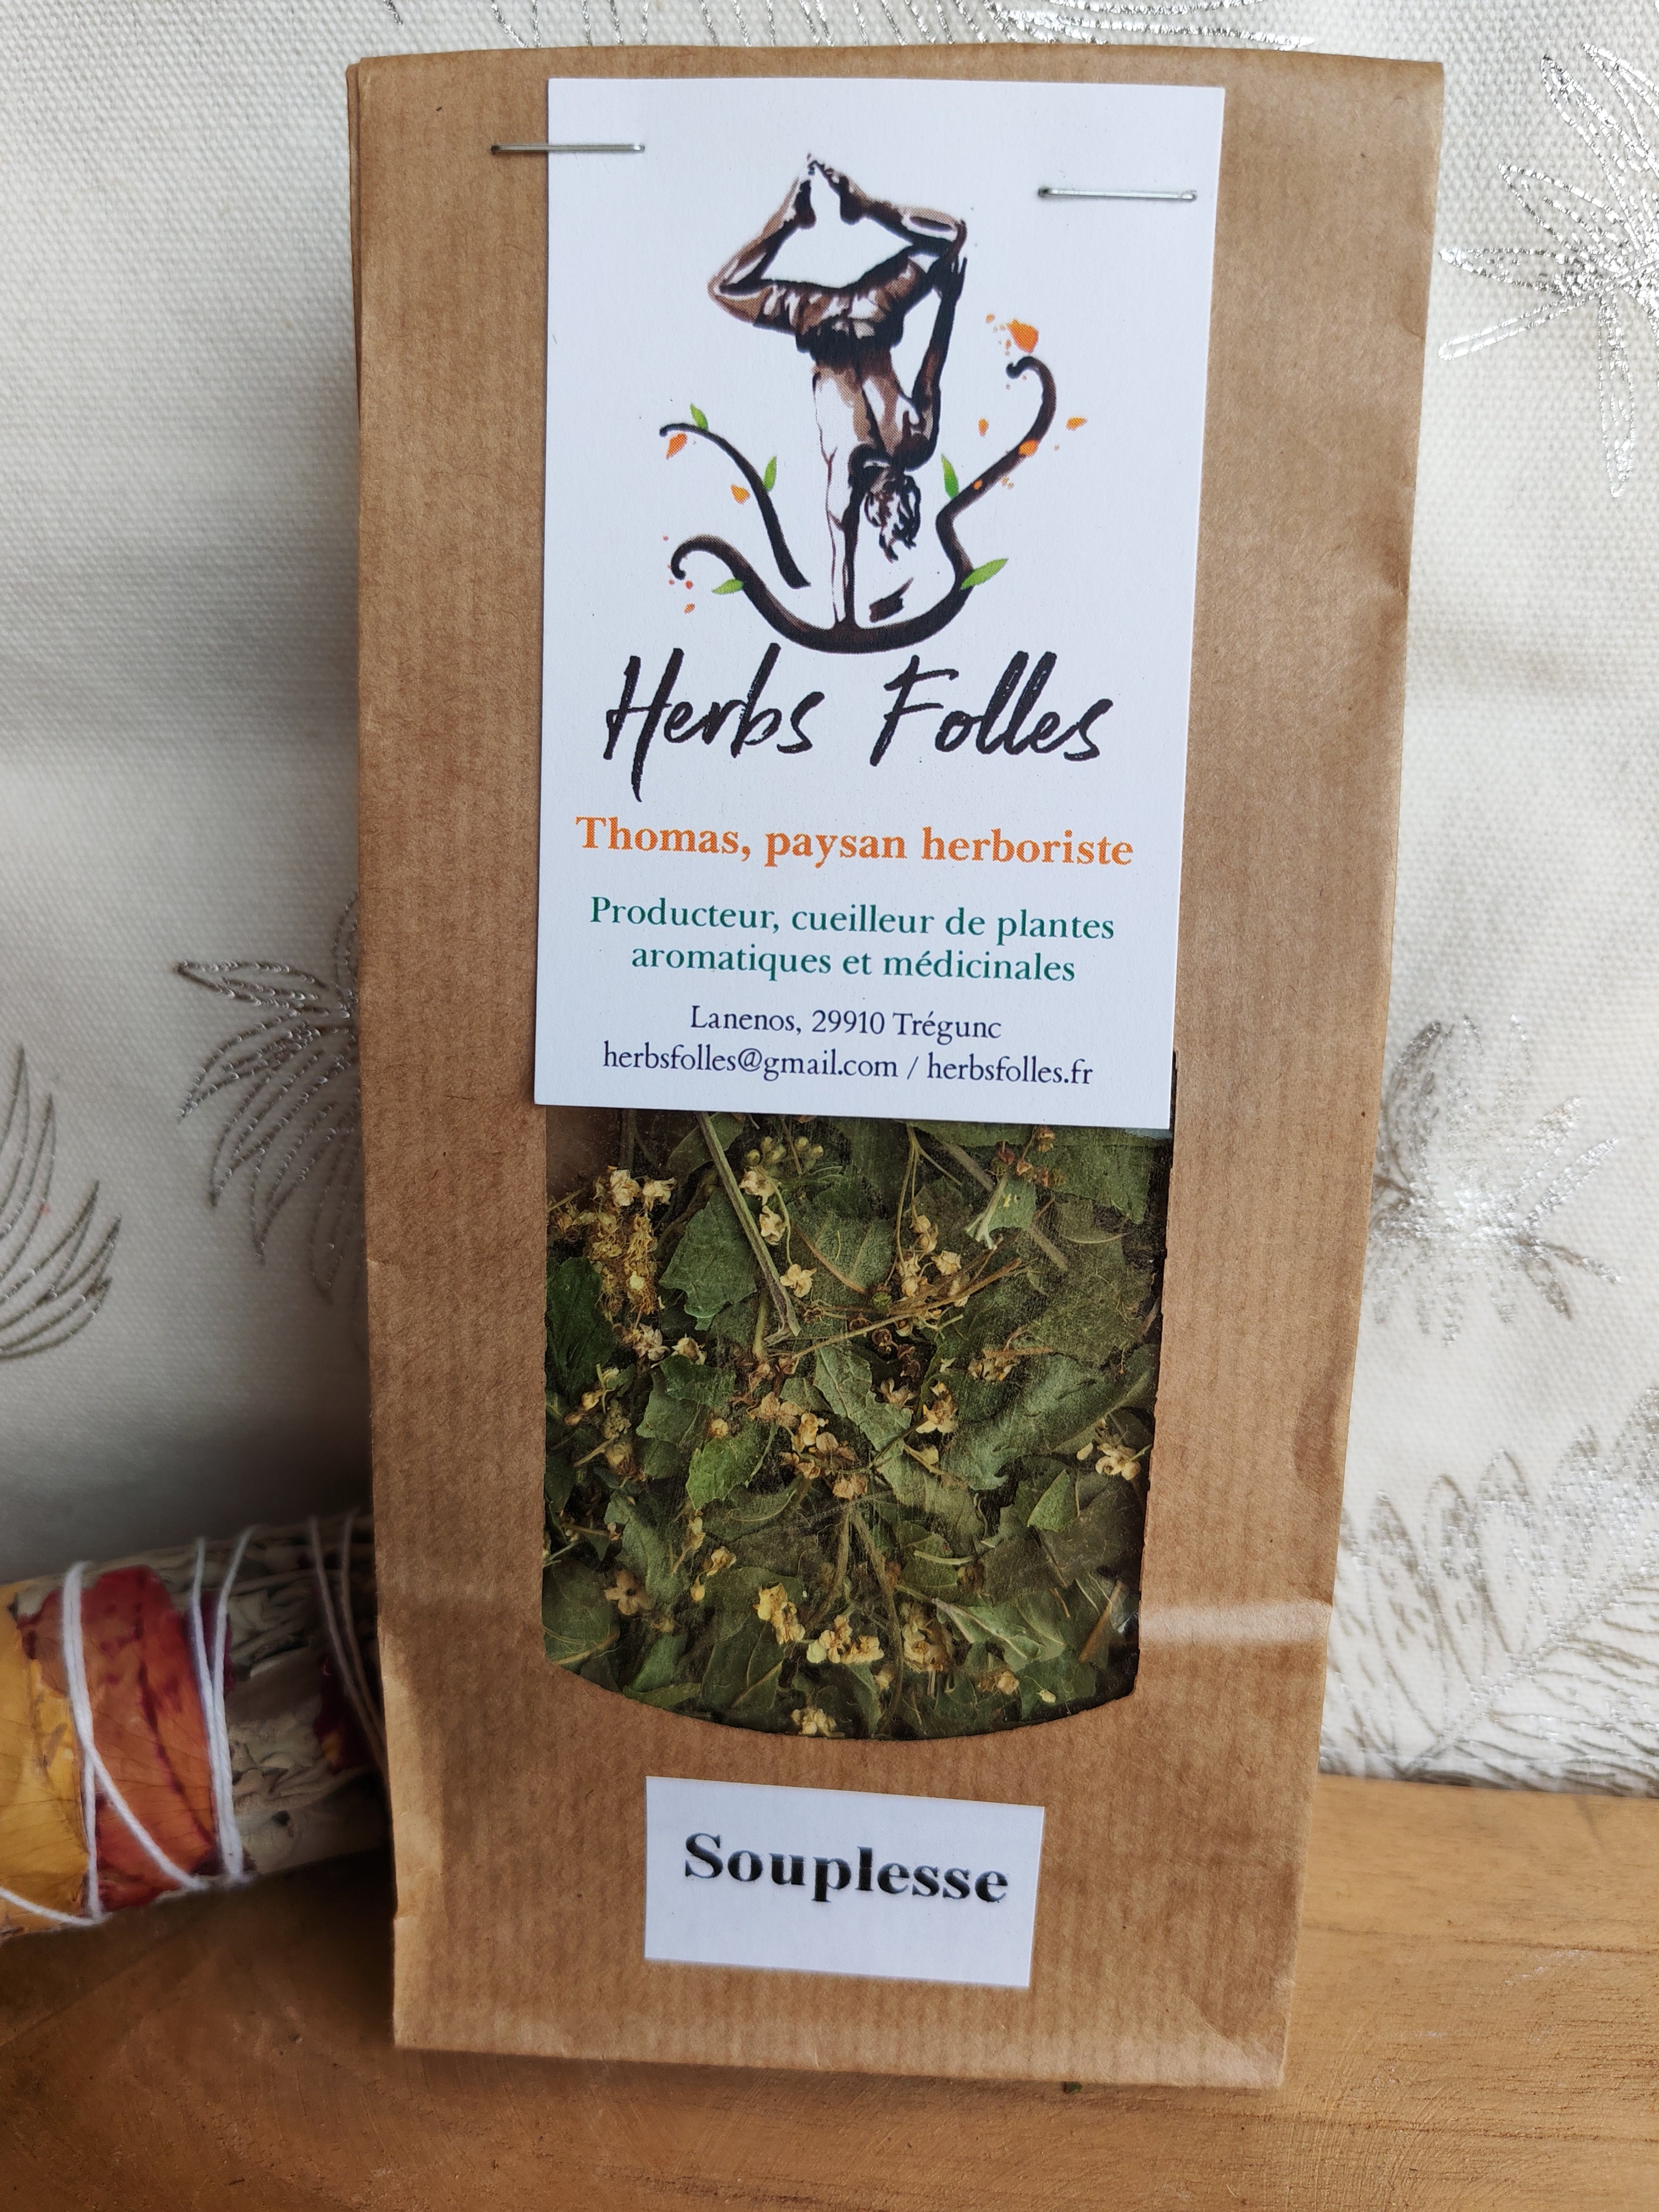 Herbs Folles
Thomas, paysan herboriste
Producteur, cueilleur de plantes
aromatiques et médicinales
Lanenos, 29910 Trégunc
herbsfolles@gmail.com / herbsfolles.fr
Souplesse